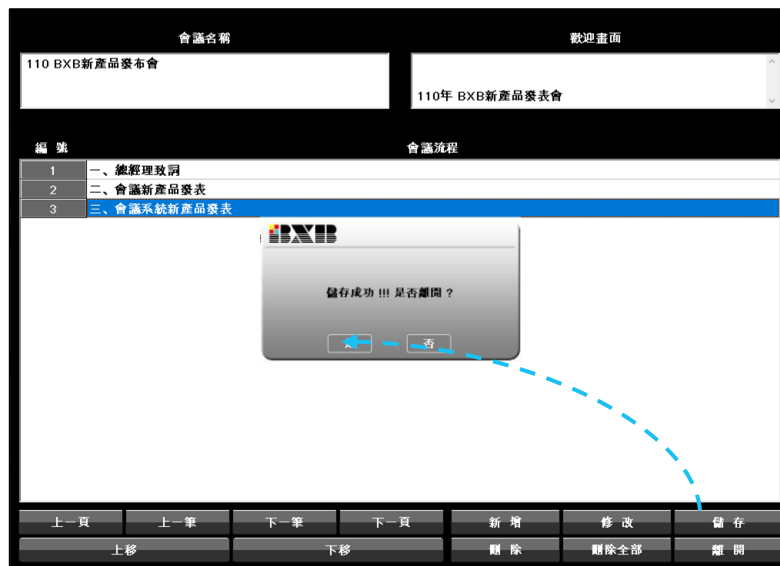 會議名稱
歡迎畫面
110 BXB新產品發布會
110年 BXB新產品發表會
編 號
會議流程
1 一、總經理致詞
2 二、會議新產品發表
3 三、會議系統新產品發表
BXB
儲存成功 !!! 是否離開 ?
否
上一頁 上一筆 下一筆 下一頁 新 增 修 改 儲 存
上移 下移 刪 除 刪除全部 離 開